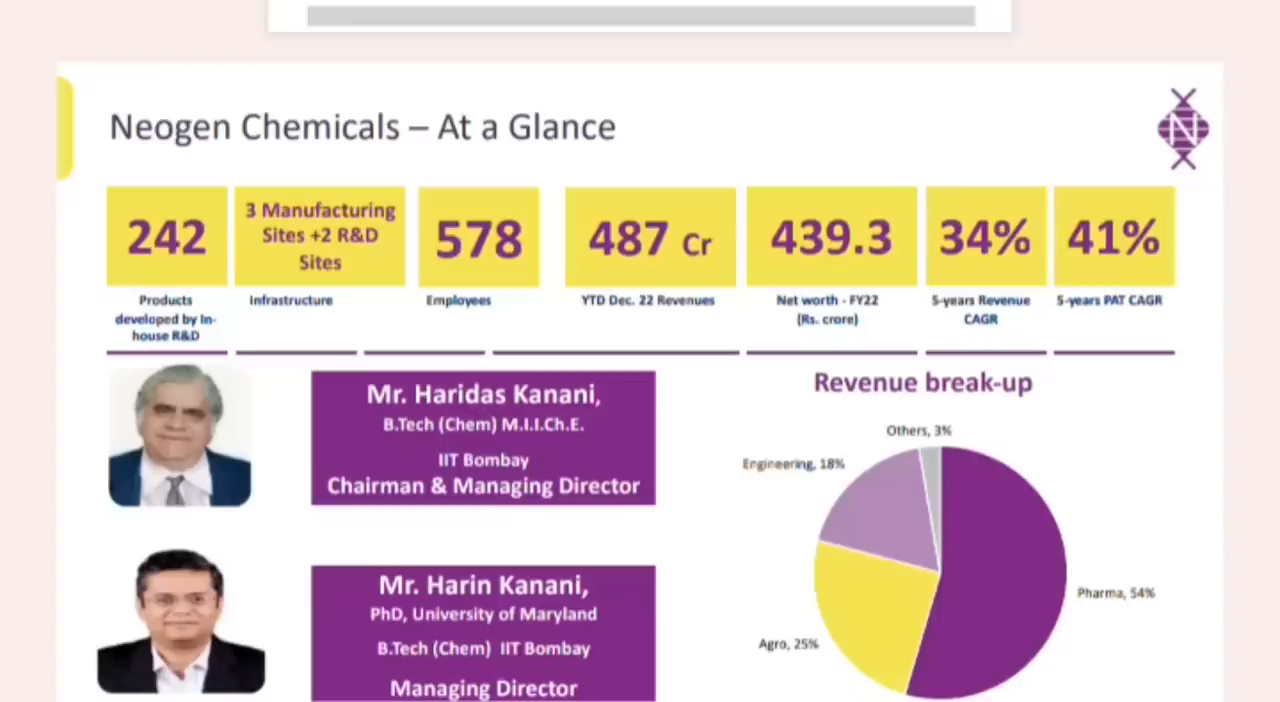 Neogen Chemicals – At a Glance
N
242
3 Manufacturing
Sites +2 R&D
Sites
578
487 Cr
439.3
34%
41%
Products
developed by In-
house R&D
Infrastructure
Employees
YTD Dec. 22 Revenues
Net worth - FY22
(Rs. crore)
5-years Revenue
CAGR
5-years PAT CAGR
Mr. Haridas Kanani,
B.Tech (Chem) M.I.I.Ch.E.
IIT Bombay
Chairman & Managing Director
Mr. Harin Kanani,
PhD, University of Maryland
B.Tech (Chem) IIT Bombay
Managing Director
Revenue break-up
Others, 3%
Engineering, 18%
Pharma, 54%
Agro, 25%